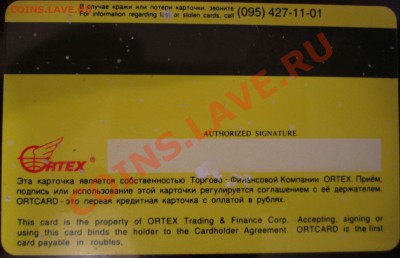 COINS.LAVE.RU
В случае кражи или потери карточки, звоните
For information regarding lost or stolen cards, call (095) 427-11-01
COINS.LAVE.RU
AUTHORIZED SIGNATURE
ORTEX®
Эта карточка является собственностью Торгово-Финансовой Компании ORTEX. Приём,
подпись или использование этой карточки регулируется соглашением с её держателем.
ORTCARD - это первая кредитная карточка с оплатой в рублях.
This card is the property of ORTEX Trading & Finance Corp. Accepting, signing or
using this card binds the holder to the Cardholder Agreement. ORTCARD is the first
card payable in roubles.